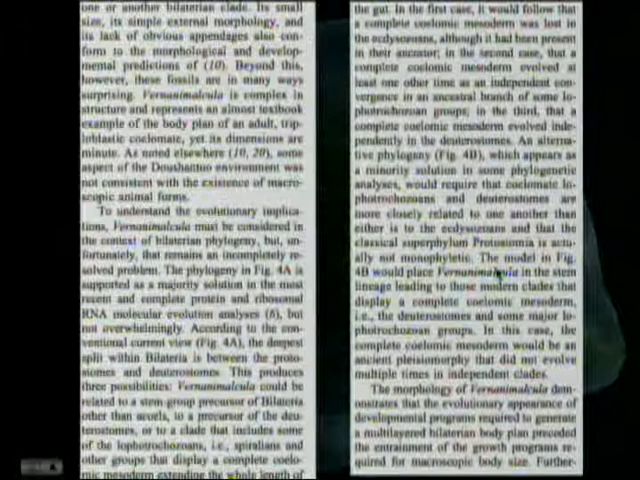 one or another bilaterian clade. Its small
size, its simple external morphology, and
its lack of obvious appendages also con-
form to the morphological and develop-
mental predictions of (10). Beyond this,
however, these fossils are in many ways
surprising. Vernanimalcula is complex in
structure and represents an almost textbook
example of the body plan of an adult, trip-
loblastic coelomate, yet its dimensions are
minute. As noted elsewhere (10, 20), some
aspect of the Doushantuo environment was
not consistent with the existence of macro-
scopic animal forms.
To understand the evolutionary implica-
tions, Vernanimalcula must be considered in
the context of bilaterian phylogeny, but, un-
fortunately, that remains an incompletely re-
solved problem. The phylogeny in Fig. 4A is
supported as a majority solution in the most
recent and complete protein and ribosomal
RNA molecular evolution analyses (6), but
not overwhelmingly. According to the con-
ventional current view (Fig. 4A), the deepest
split within Bilateria is between the proto-
stomes and deuterostomes. This produces
three possibilities: Vernanimalcula could be
related to a stem group precursor of Bilateria
other than acoels, to a precursor of the deu-
terostomes, or to a clade that includes some
of the lophotrochozoans, i.e., spiralians and
other groups that display a complete coelo-
mic mesoderm extending the whole length of
the gut. In the first case, it would follow that
a complete coelomic mesoderm was lost in
the ecdysozoans, although it had been present
in their ancestor; in the second case, that a
complete coelomic mesoderm evolved at
least one other time as an independent con-
vergence in an ancestral branch of some lo-
photrochozoan groups; in the third, that a
complete coelomic mesoderm evolved inde-
pendently in the deuterostomes. An alterna-
tive phylogeny (Fig. 4B), which appears as
a minority solution in some phylogenetic
analyses, would require that coelomate lo-
photrochozoans and deuterostomes are
more closely related to one another than
either is to the ecdysozoans and that the
classical superphylum Protostomia is actu-
ally not monophyletic. The model in Fig.
4B would place Vernanimalcula in the stem
lineage leading to those modern clades that
display a complete coelomic mesoderm,
i.e., the deuterostomes and some major lo-
photrochozoan groups. In this case, the
complete coelomic mesoderm would be an
ancient plesiomorphy that did not evolve
multiple times in independent clades.
The morphology of Vernanimalcula dem-
onstrates that the evolutionary appearance of
developmental programs required to generate
a multilayered bilaterian body plan preceded
the entrainment of the growth programs re-
quired for macroscopic body size. Further-